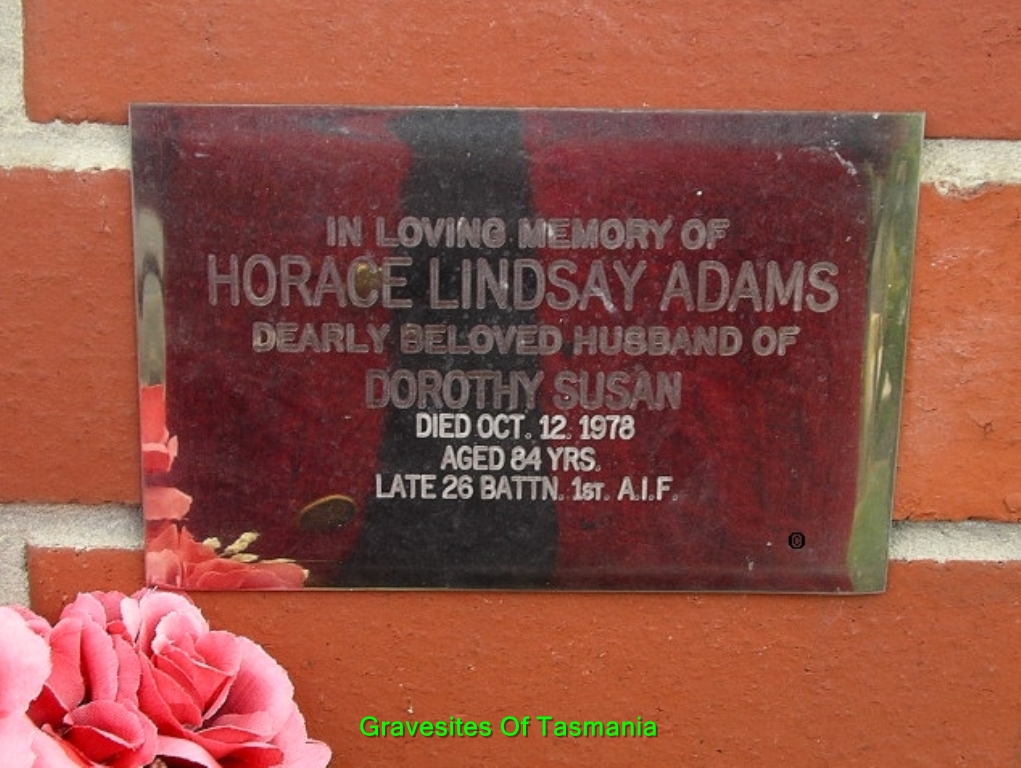 IN LOVING MEMORY OF
HORACE LINDSAY ADAMS
DEARLY BELOVED HUSBAND OF
DOROTHY SUSAN
DIED OCT. 12. 1978
AGED 84 YRS.
LATE 26 BATTN. 1ST. A.I.F.
©
Gravesites Of Tasmania